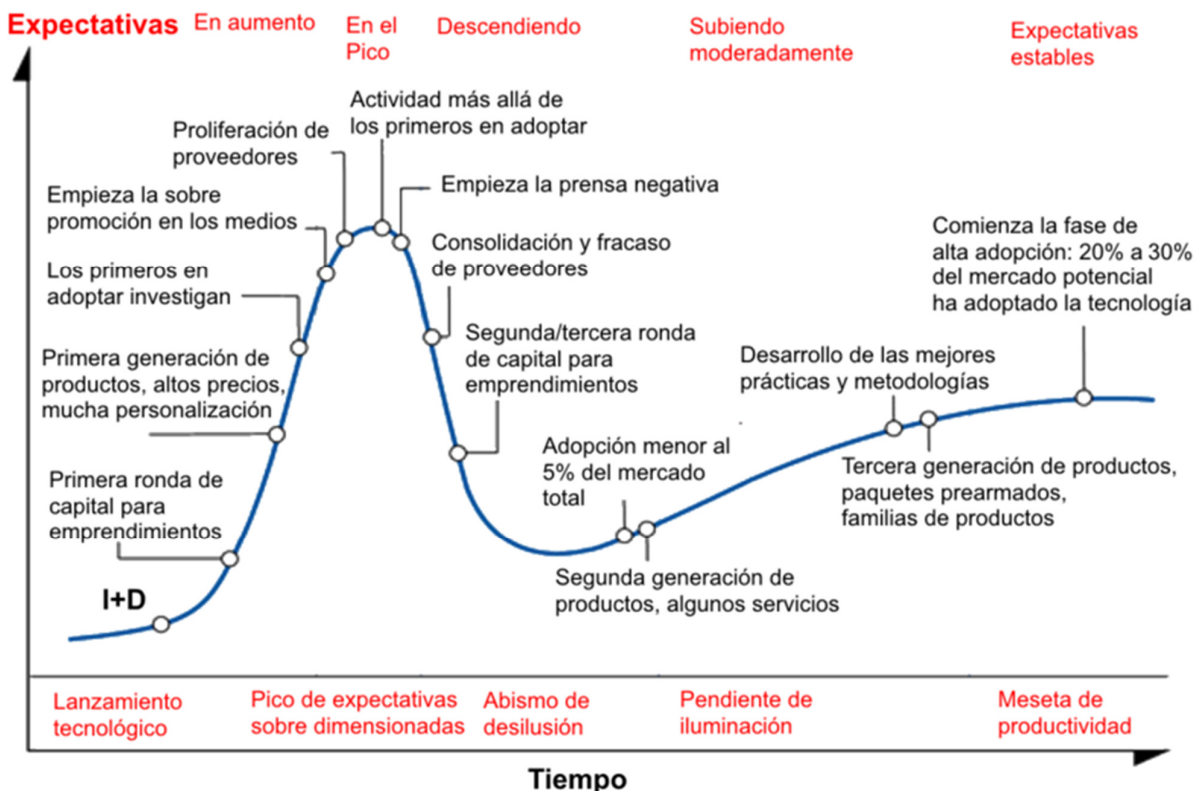 Expectativas
En aumento
En el
Pico
Descendiendo
Subiendo
moderadamente
Expectativas
estables
Actividad más allá de
los primeros en adoptar
Proliferación de
proveedores
Empieza la prensa negativa
Empieza la sobre
promoción en los medios
Consolidación y fracaso
de proveedores
Comienza la fase de
alta adopción: 20% a 30%
del mercado potencial
ha adoptado la tecnología
Los primeros en
adoptar investigan
Segunda/tercera ronda
de capital para
emprendimientos
Primera generación de
productos, altos precios,
mucha personalización
Desarrollo de las mejores
prácticas y metodologías
Adopción menor al
5% del mercado
total
Tercera generación de productos,
paquetes prearmados,
familias de productos
Primera ronda de
capital para
emprendimientos
Segunda generación de
productos, algunos servicios
I+D
Lanzamiento
tecnológico
Pico de expectativas
sobre dimensionadas
Abismo de
desilusión
Pendiente de
iluminación
Meseta de
productividad
Tiempo